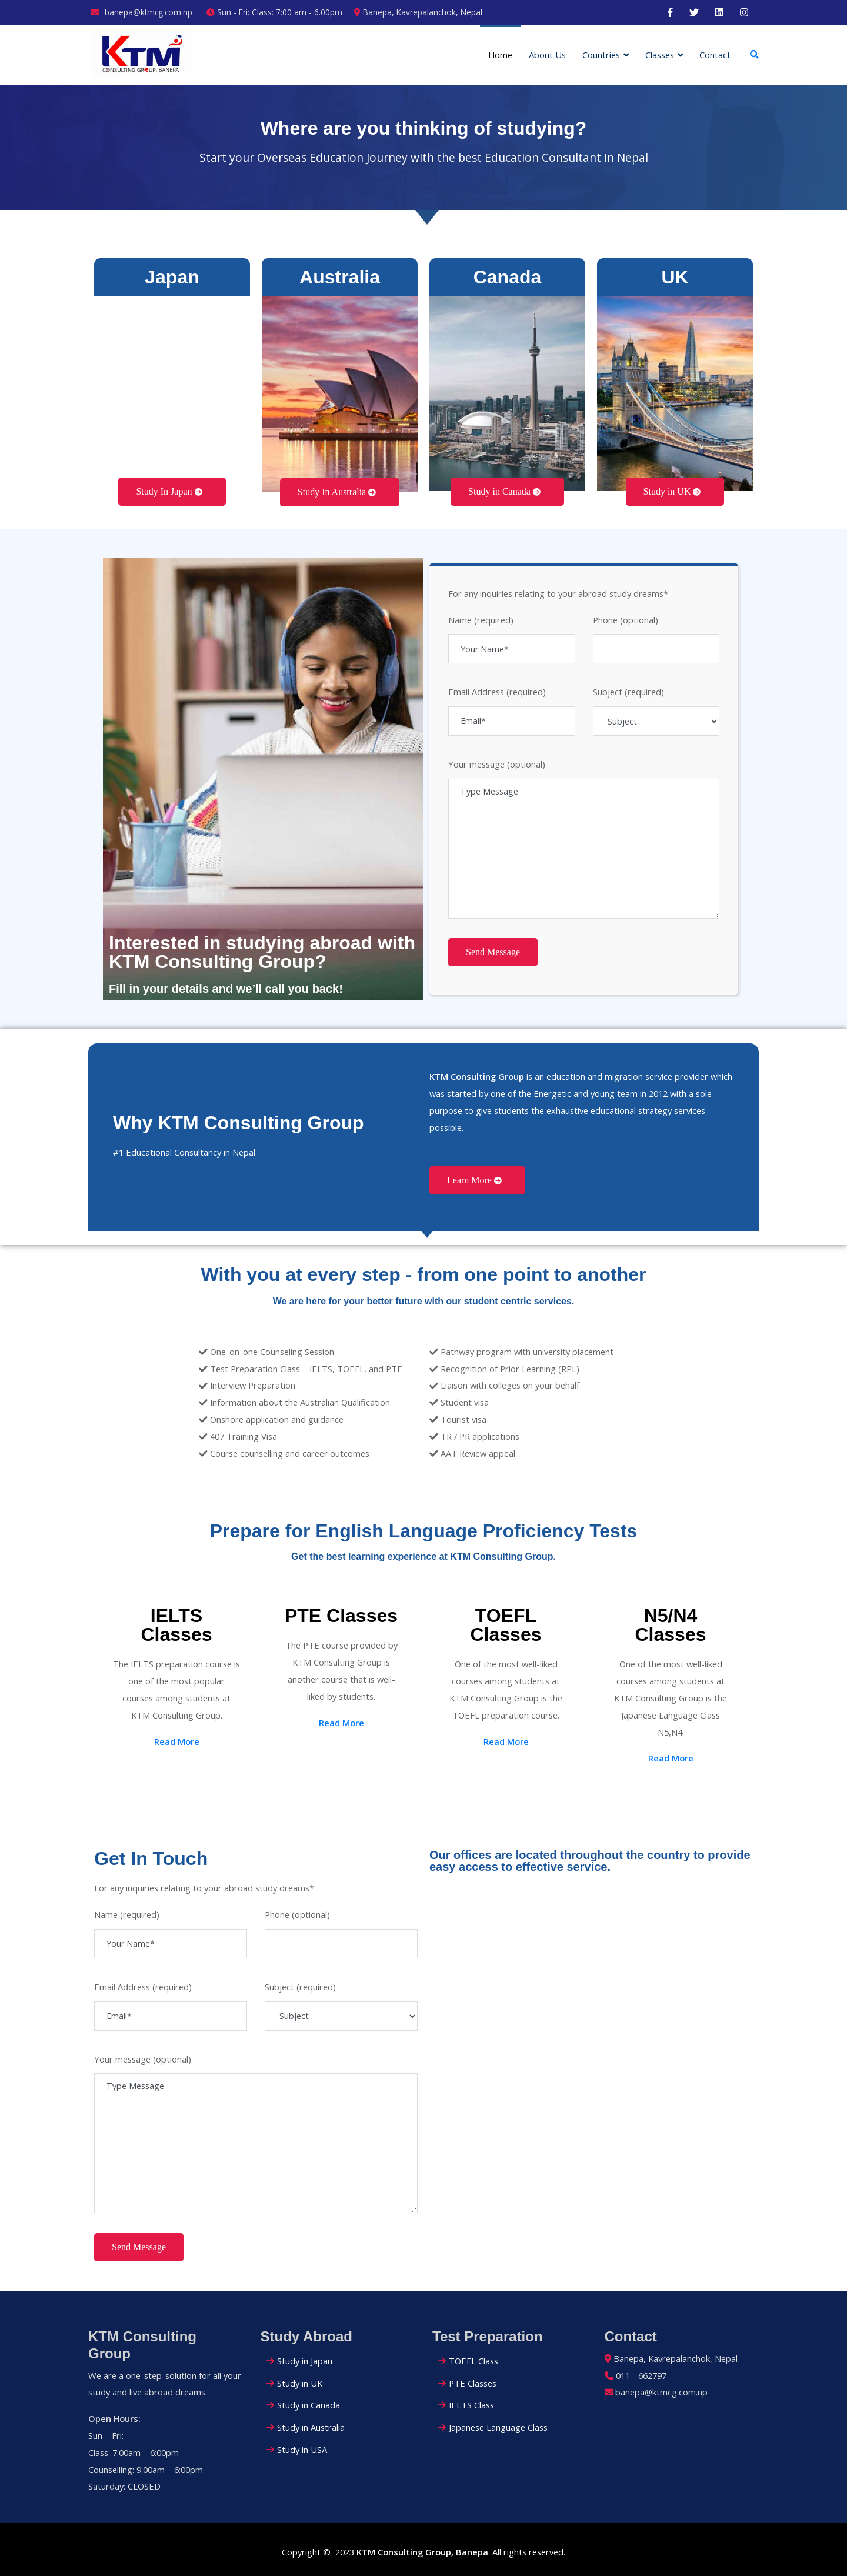 banepa@ktmcg.com.np Sun - Fri: Class: 7:00 am - 6.00pm Banepa, Kavrepalanchok, Nepal
KTM
CONSULTING GROUP, BANEPA
Home About Us Countries Classes Contact
Where are you thinking of studying?
Start your Overseas Education Journey with the best Education Consultant in Nepal
Japan
Australia
Canada
UK
Study In Japan
Study In Australia
Study in Canada
Study in UK
Interested in studying abroad with
KTM Consulting Group?
Fill in your details and we'll call you back!
For any inquiries relating to your abroad study dreams*
Name (required) Phone (optional)
Your Name*
Email Address (required) Subject (required)
Email* Subject
Your message (optional)
Type Message
Send Message
Why KTM Consulting Group
#1 Educational Consultancy in Nepal
KTM Consulting Group is an education and migration service provider which
was started by one of the Energetic and young team in 2012 with a sole
purpose to give students the exhaustive educational strategy services
possible.
Learn More
With you at every step - from one point to another
We are here for your better future with our student centric services.
One-on-one Counseling Session
Test Preparation Class – IELTS, TOEFL, and PTE
Interview Preparation
Information about the Australian Qualification
Onshore application and guidance
407 Training Visa
Course counselling and career outcomes
Pathway program with university placement
Recognition of Prior Learning (RPL)
Liaison with colleges on your behalf
Student visa
Tourist visa
TR / PR applications
AAT Review appeal
Prepare for English Language Proficiency Tests
Get the best learning experience at KTM Consulting Group.
IELTS
Classes
The IELTS preparation course is
one of the most popular
courses among students at
KTM Consulting Group.
Read More
PTE Classes
The PTE course provided by
KTM Consulting Group is
another course that is well-
liked by students.
Read More
TOEFL
Classes
One of the most well-liked
courses among students at
KTM Consulting Group is the
TOEFL preparation course.
Read More
N5/N4
Classes
One of the most well-liked
courses among students at
KTM Consulting Group is the
Japanese Language Class
N5,N4.
Read More
Get In Touch
For any inquiries relating to your abroad study dreams*
Name (required) Phone (optional)
Your Name*
Email Address (required) Subject (required)
Email* Subject
Your message (optional)
Type Message
Send Message
Our offices are located throughout the country to provide
easy access to effective service.
KTM Consulting
Group
We are a one-step-solution for all your
study and live abroad dreams.
Open Hours:
Sun – Fri:
Class: 7:00am – 6:00pm
Counselling: 9:00am – 6:00pm
Saturday: CLOSED
Study Abroad
Study in Japan
Study in UK
Study in Canada
Study in Australia
Study in USA
Test Preparation
TOEFL Class
PTE Classes
IELTS Class
Japanese Language Class
Contact
Banepa, Kavrepalanchok, Nepal
011 - 662797
banepa@ktmcg.com.np
Copyright © 2023 KTM Consulting Group, Banepa. All rights reserved.